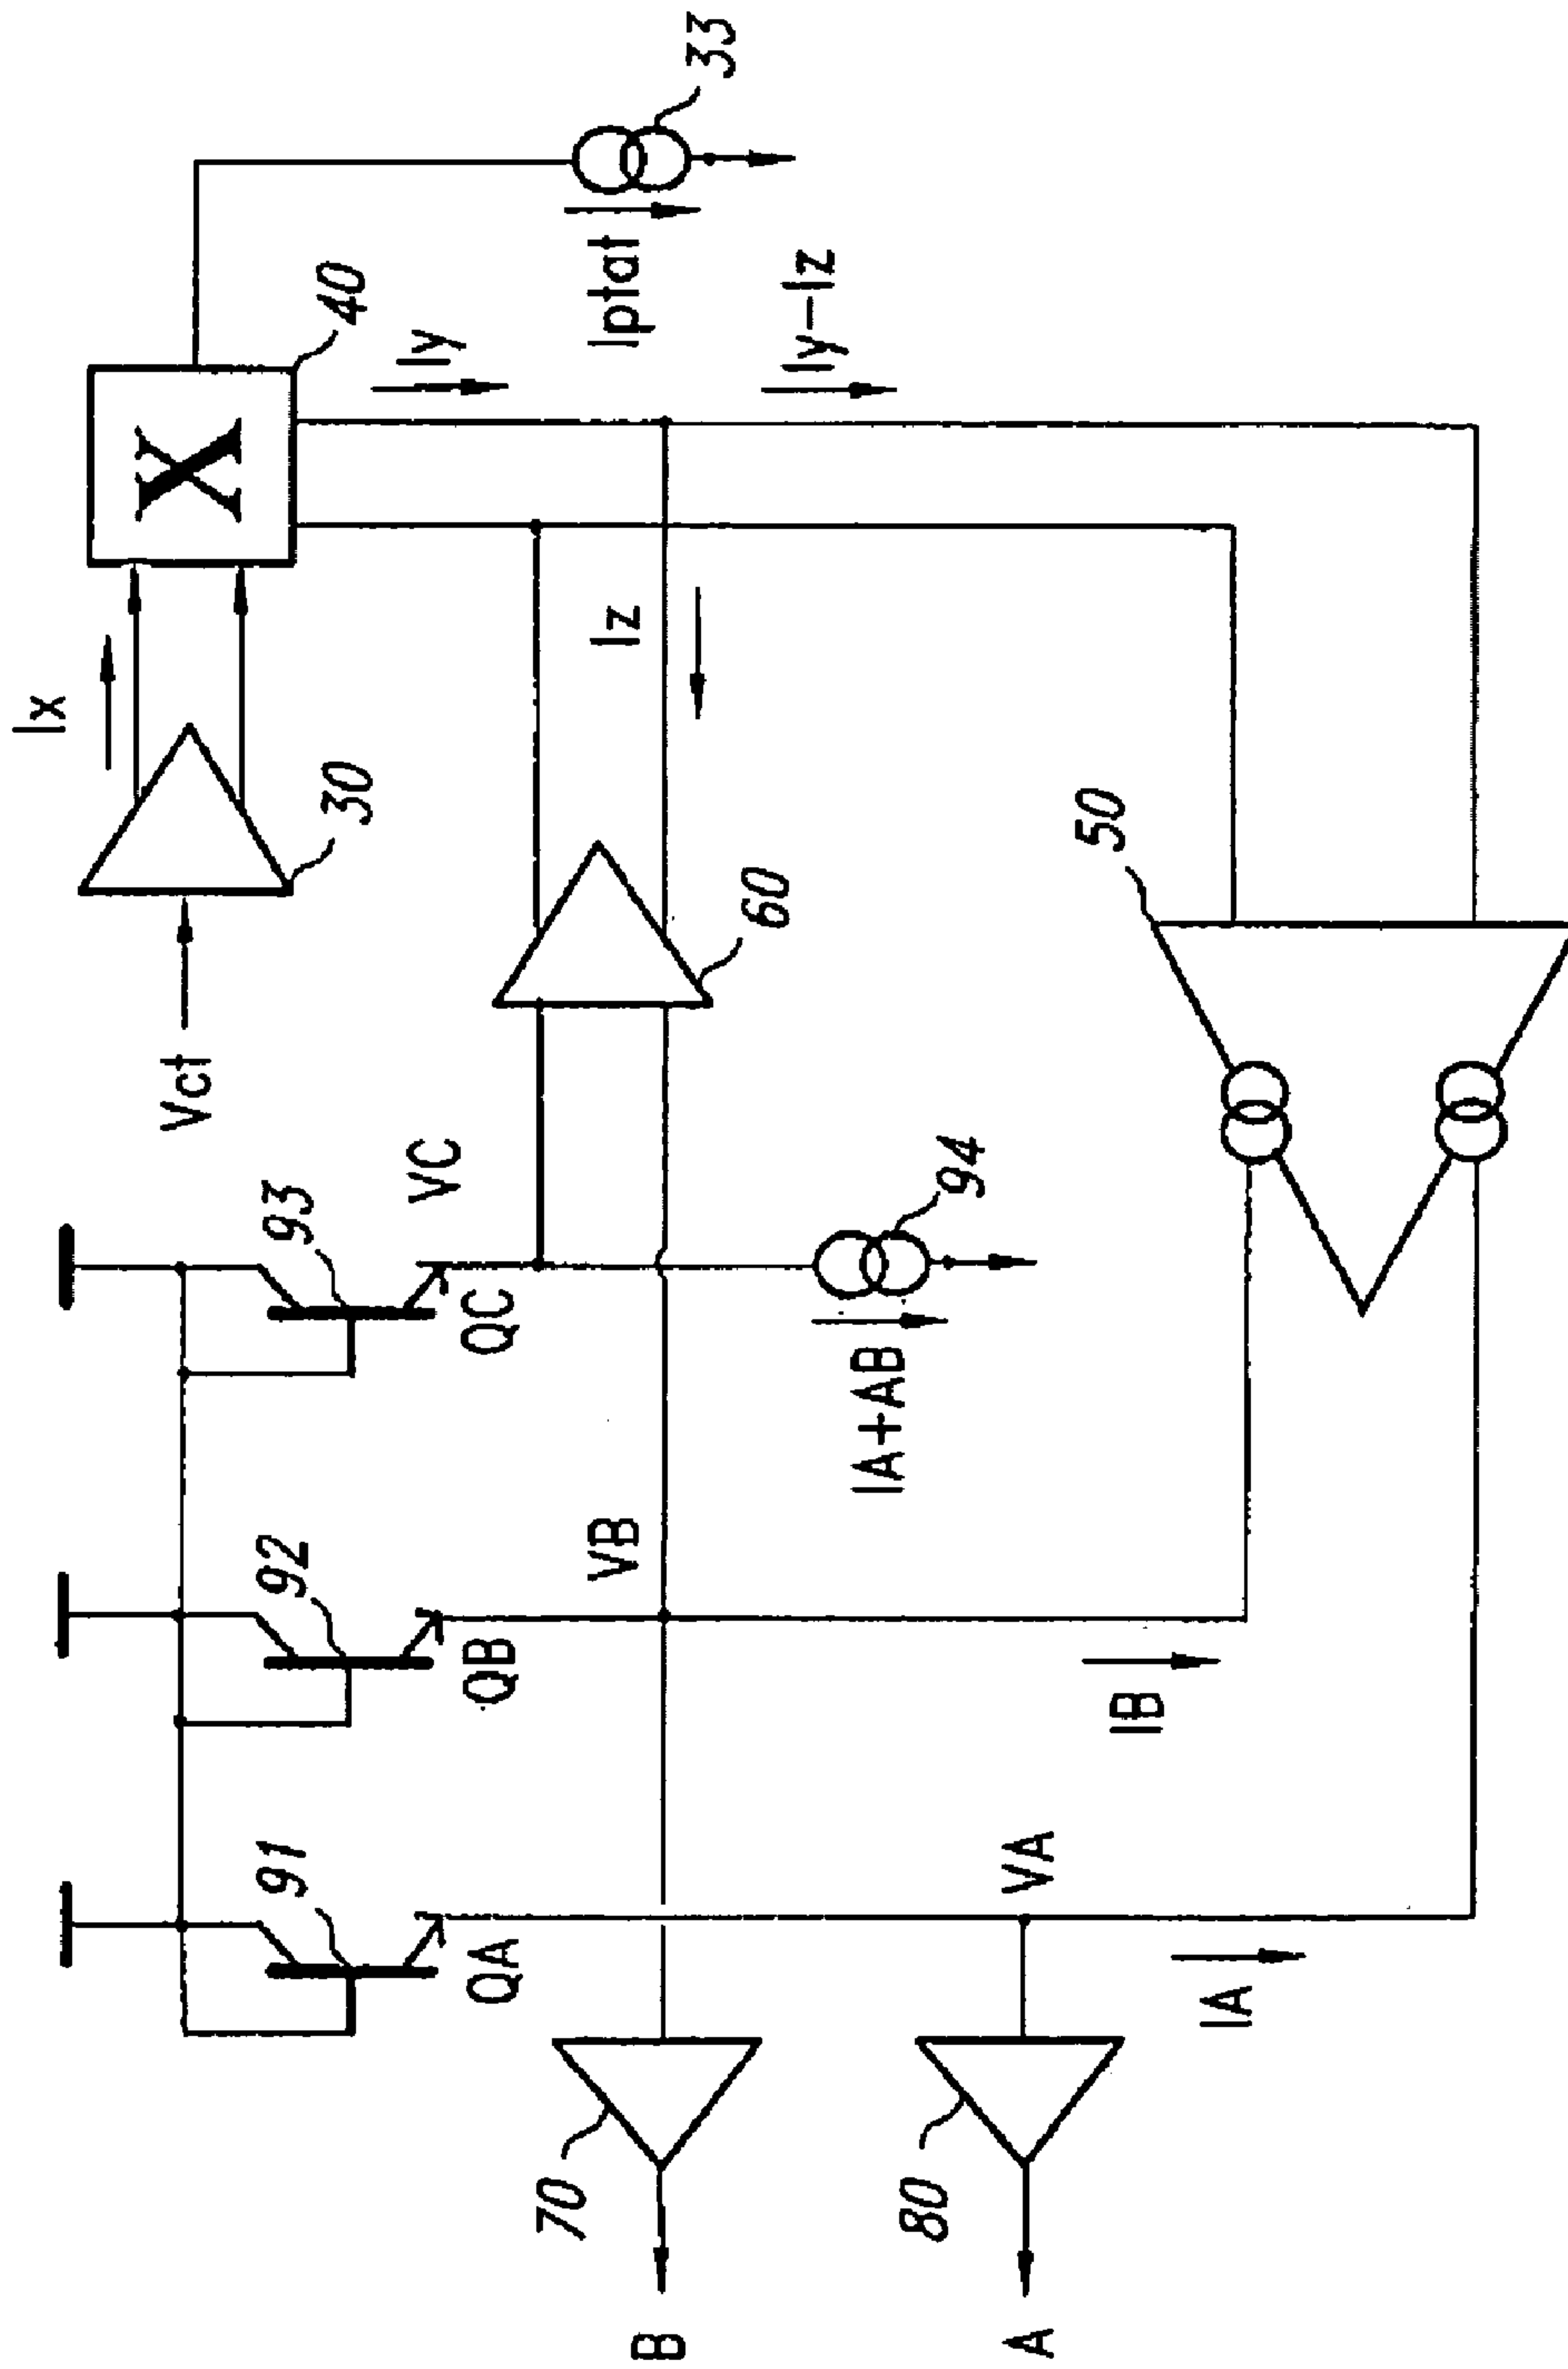 Vct
Ix
30
X
40
33
Iptat
Iy
Iy-Iz
Iz
60
50
91
92
93
QA
QB
QC
VC
VB
VA
94
IA+AB
IB
IA
70
80
B
A